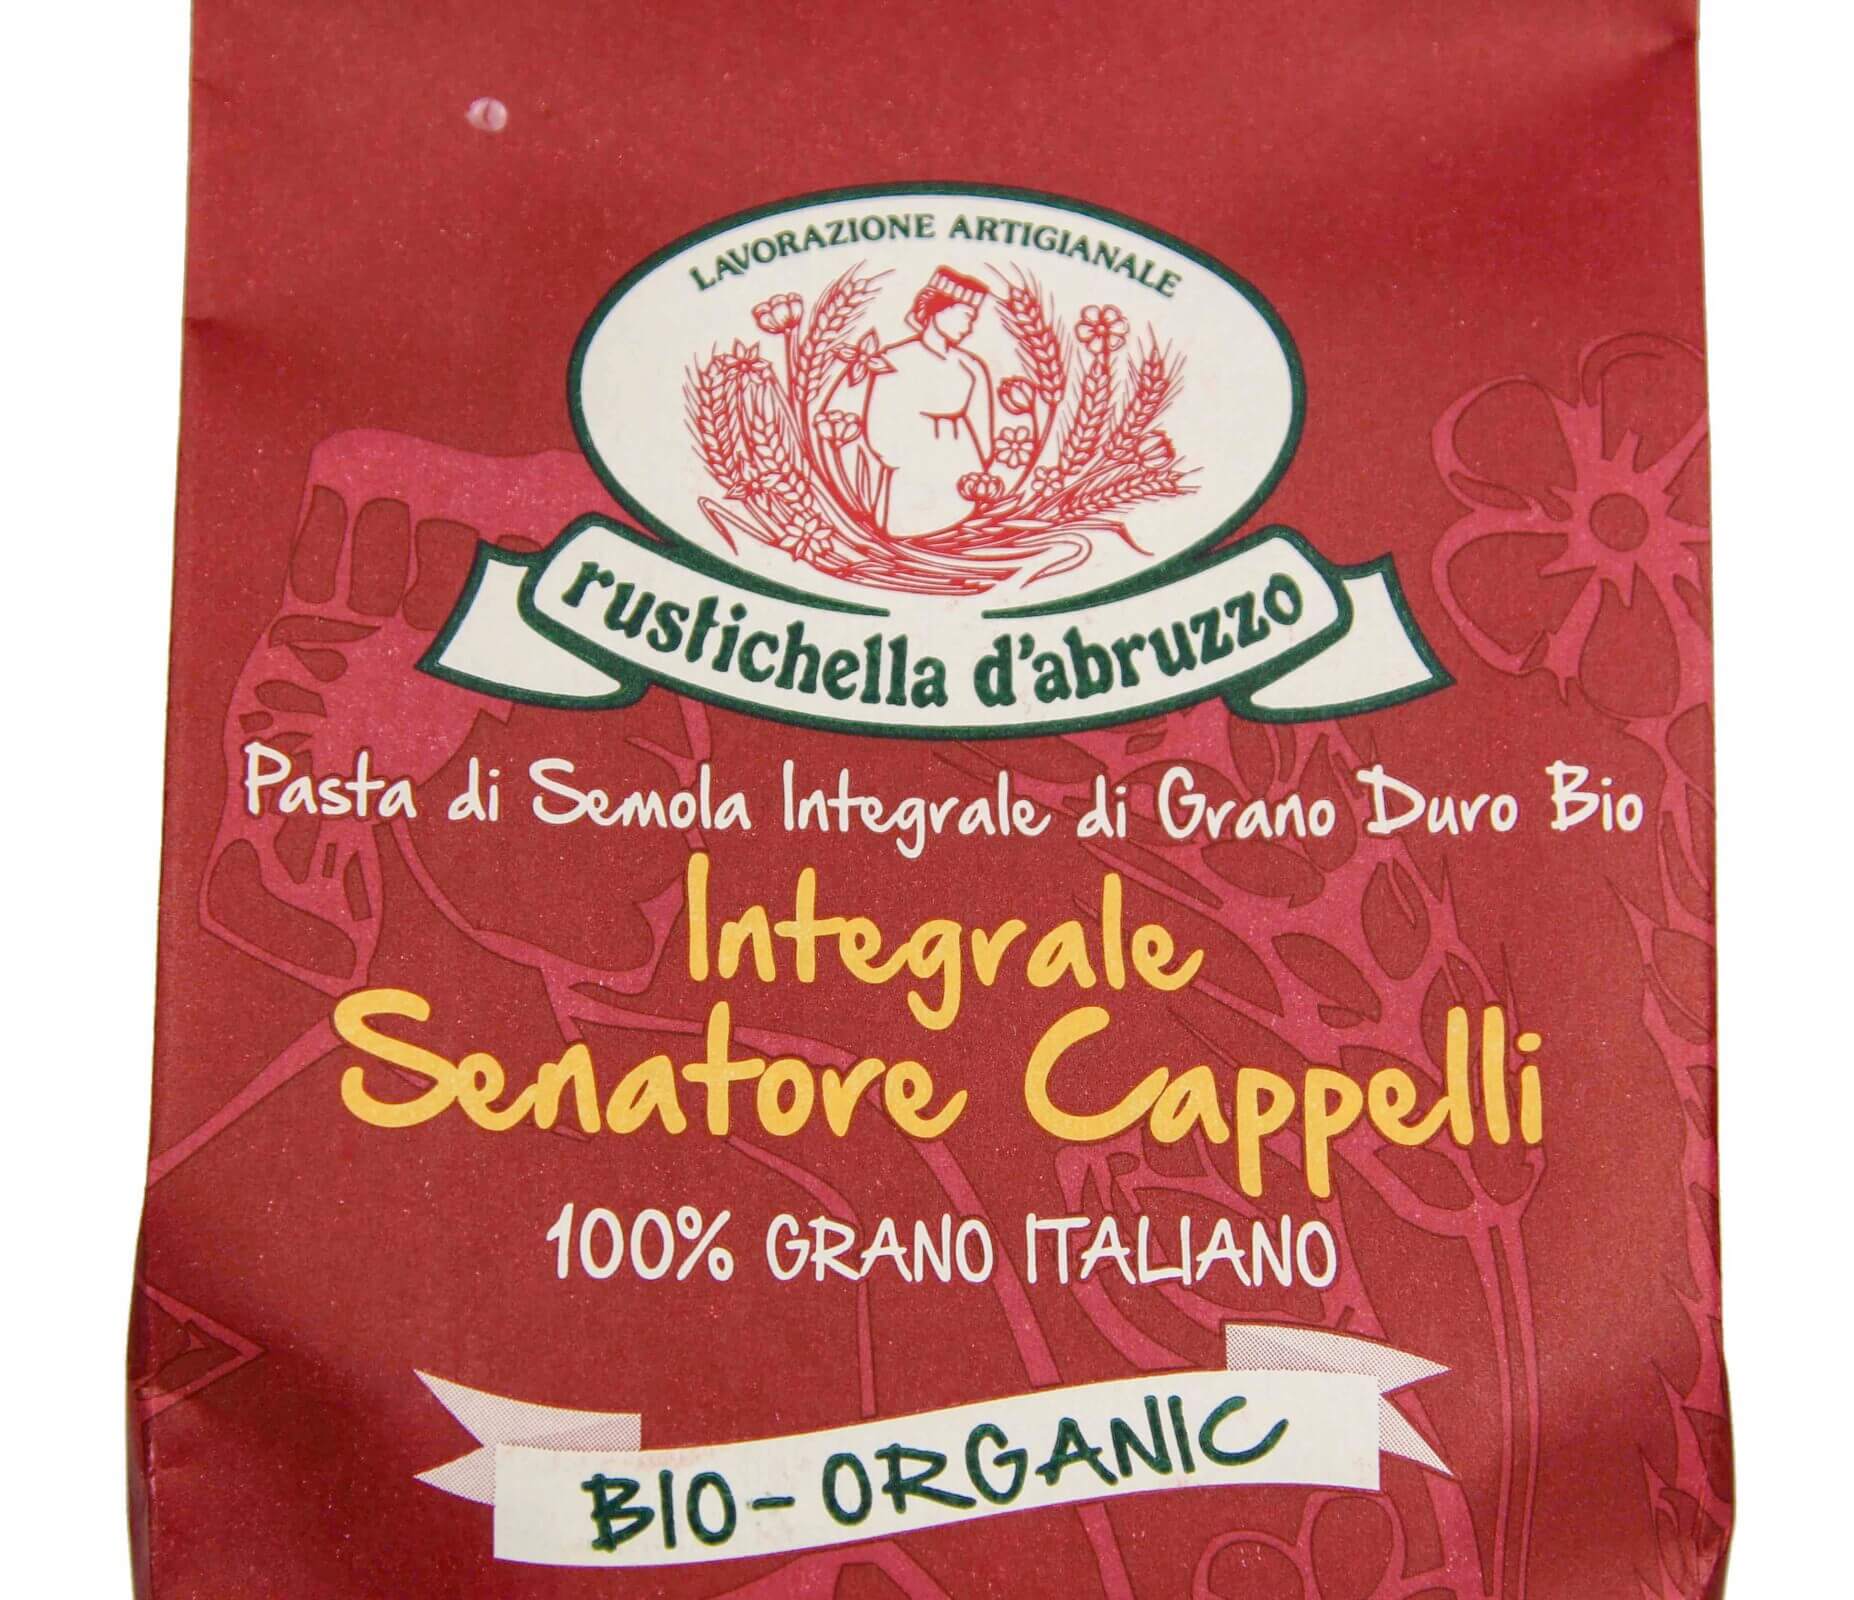 LAVORAZIONE ARTIGIANALE
rustichella d'abruzzo
Pasta di Semola Integrale di Grano Duro Bio
Integrale
Senatore Cappelli
100% GRANO ITALIANO
BIO-ORGANIC